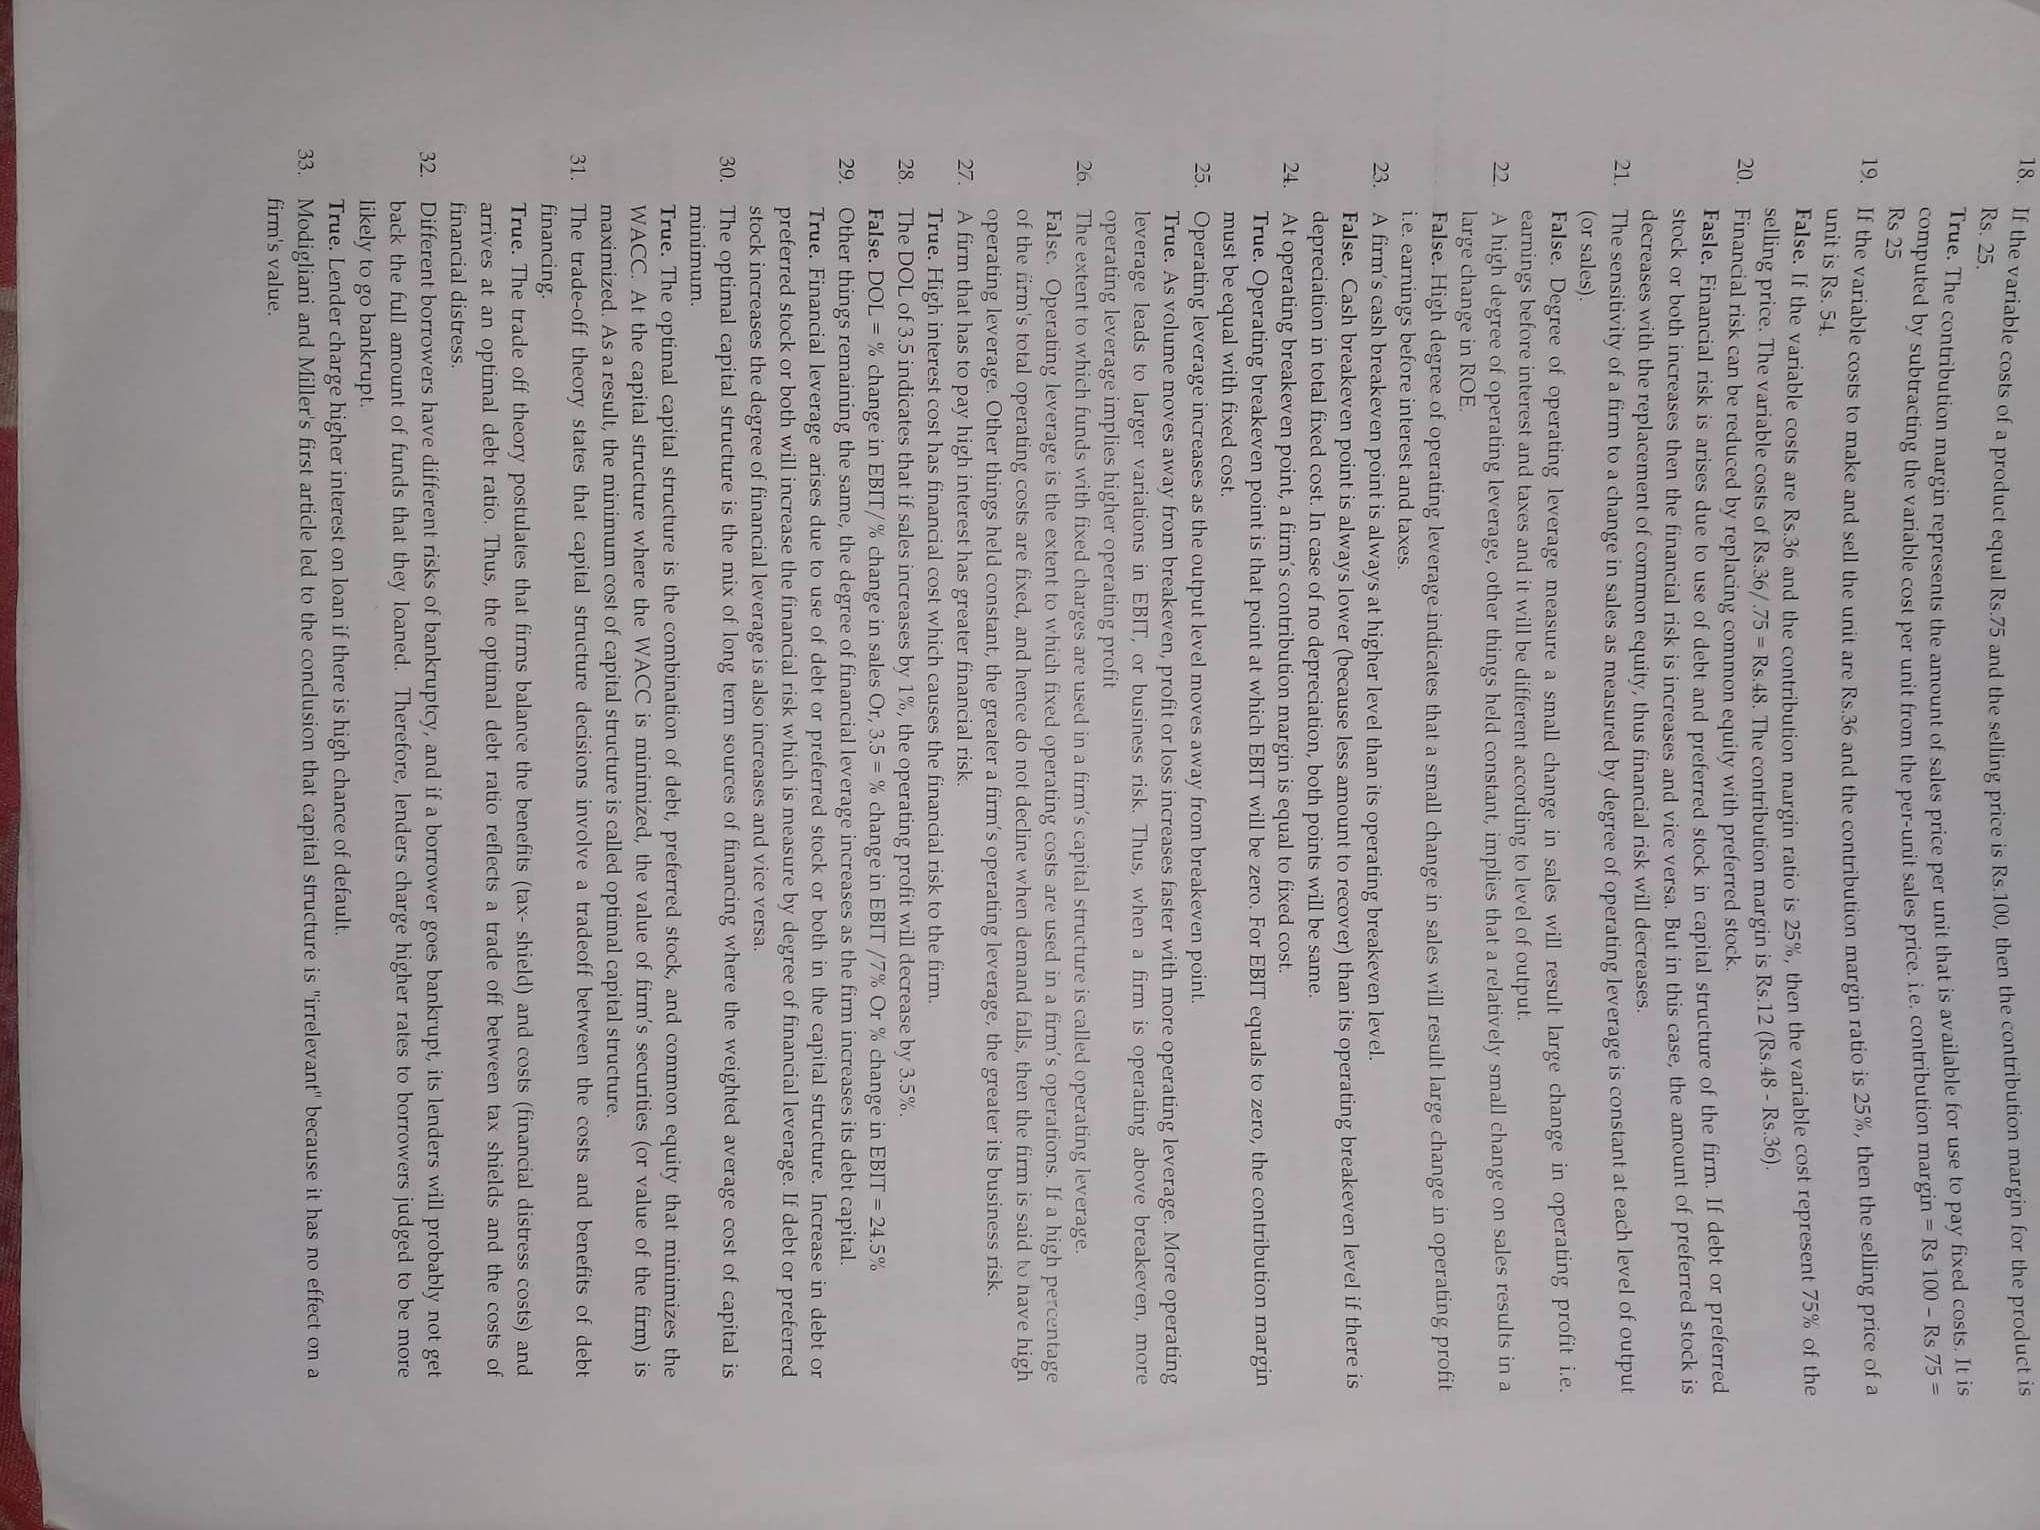 18. If the variable costs of a product equal Rs.75 and the selling price is Rs.100, then the contribution margin for the product is
Rs. 25.
True. The contribution margin represents the amount of sales price per unit that is available for use to pay fixed costs. It is
computed by subtracting the variable cost per unit from the per-unit sales price. i.e. contribution margin = Rs 100 – Rs 75 =
Rs 25
19. If the variable costs to make and sell the unit are Rs.36 and the contribution margin ratio is 25%, then the selling price of a
unit is Rs. 54.
False. If the variable costs are Rs.36 and the contribution margin ratio is 25%, then the variable cost represent 75% of the
selling price. The variable costs of Rs.36/.75 = Rs.48. The contribution margin is Rs.12 (Rs.48 - Rs.36).
20. Financial risk can be reduced by replacing common equity with preferred stock.
Fasle. Financial risk is arises due to use of debt and preferred stock in capital structure of the firm. If debt or preferred
stock or both increases then the financial risk is increases and vice versa. But in this case, the amount of preferred stock is
decreases with the replacement of common equity, thus financial risk will decreases.
21. The sensitivity of a firm to a change in sales as measured by degree of operating leverage is constant at each level of output
(or sales).
False. Degree of operating leverage measure a small change in sales will result large change in operating profit i.e.
earnings before interest and taxes and it will be different according to level of output.
22. A high degree of operating leverage, other things held constant, implies that a relatively small change on sales results in a
large change in ROE.
False. High degree of operating leverage indicates that a small change in sales will result large change in operating profit
i.e. earnings before interest and taxes.
23. A firm's cash breakeven point is always at higher level than its operating breakeven level.
False. Cash breakeven point is always lower (because less amount to recover) than its operating breakeven level if there is
depreciation in total fixed cost. In case of no depreciation, both points will be same.
24. At operating breakeven point, a firm's contribution margin is equal to fixed cost.
True. Operating breakeven point is that point at which EBIT will be zero. For EBIT equals to zero, the contribution margin
must be equal with fixed cost.
25. Operating leverage increases as the output level moves away from breakeven point.
True. As volume moves away from breakeven, profit or loss increases faster with more operating leverage. More operating
leverage leads to larger variations in EBIT, or business risk. Thus, when a firm is operating above breakeven, more
operating leverage implies higher operating profit
26. The extent to which funds with fixed charges are used in a firm's capital structure is called operating leverage.
False. Operating leverage is the extent to which fixed operating costs are used in a firm's operations. If a high percentage
of the firm's total operating costs are fixed, and hence do not decline when demand falls, then the firm is said to have high
operating leverage. Other things held constant, the greater a firm's operating leverage, the greater its business risk.
27. A firm that has to pay high interest has greater financial risk.
True. High interest cost has financial cost which causes the financial risk to the firm.
28. The DOL of 3.5 indicates that if sales increases by 1%, the operating profit will decrease by 3.5%.
False. DOL = % change in EBIT/% change in sales Or, 3.5 = % change in EBIT /7% Or % change in EBIT = 24.5%
29. Other things remaining the same, the degree of financial leverage increases as the firm increases its debt capital.
True. Financial leverage arises due to use of debt or preferred stock or both in the capital. structure. Increase in debt or
preferred stock or both will increase the financial risk which is measure by degree of financial leverage. If debt or preferred
stock increases the degree of financial leverage is also increases and vice versa.
30. The optimal capital structure is the mix of long term sources of financing where the weighted average cost of capital is
minimum.
True. The optimal capital structure is the combination of debt, preferred stock, and common equity that minimizes the
WACC. At the capital structure where the WACC is minimized, the value of firm's securities (or value of the firm) is
maximized. As a result, the minimum cost of capital structure is called optimal capital structure.
31. The trade-off theory states that capital structure decisions involve a tradeoff between the costs and benefits of debt
financing.
True. The trade off theory postulates that firms balance the benefits (tax- shield) and costs (financial distress costs) and
arrives at an optimal debt ratio. Thus, the optimal debt ratio reflects a trade off between tax shields and the costs of
financial distress.
32. Different borrowers have different risks of bankruptcy, and if a borrower goes bankrupt, its lenders will probably not get
back the full amount of funds that they loaned. Therefore, lenders charge higher rates to borrowers judged to be more
likely to go bankrupt.
True. Lender charge higher interest on loan if there is high chance of default.
33. Modigliani and Miller's first article led to the conclusion that capital structure is "irrelevant" because it has no effect on a
firm's value.